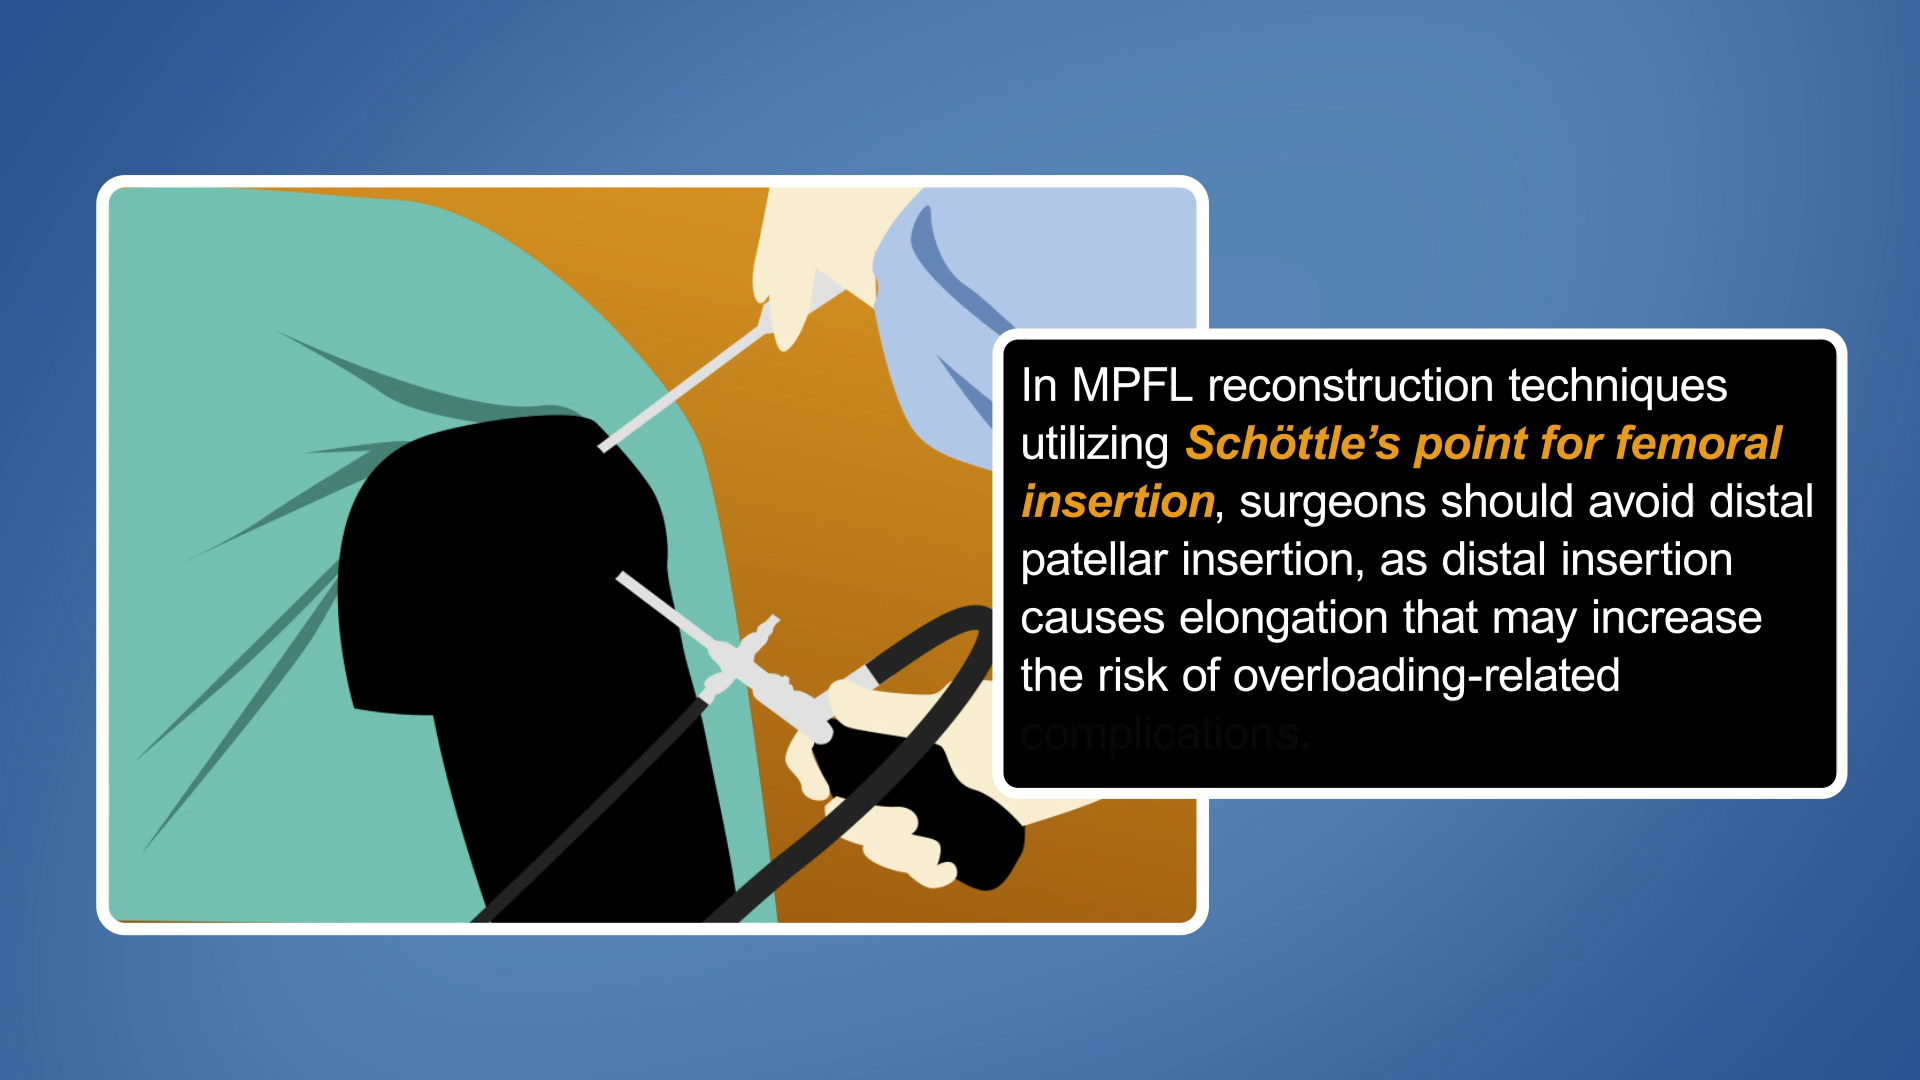 In MPFL reconstruction techniques
utilizing Schöttle’s point for femoral
insertion, surgeons should avoid distal
patellar insertion, as distal insertion
causes elongation that may increase
the risk of overloading-related
complications.